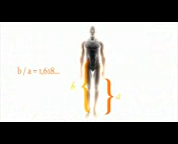 b / a = 1,618...
b
a